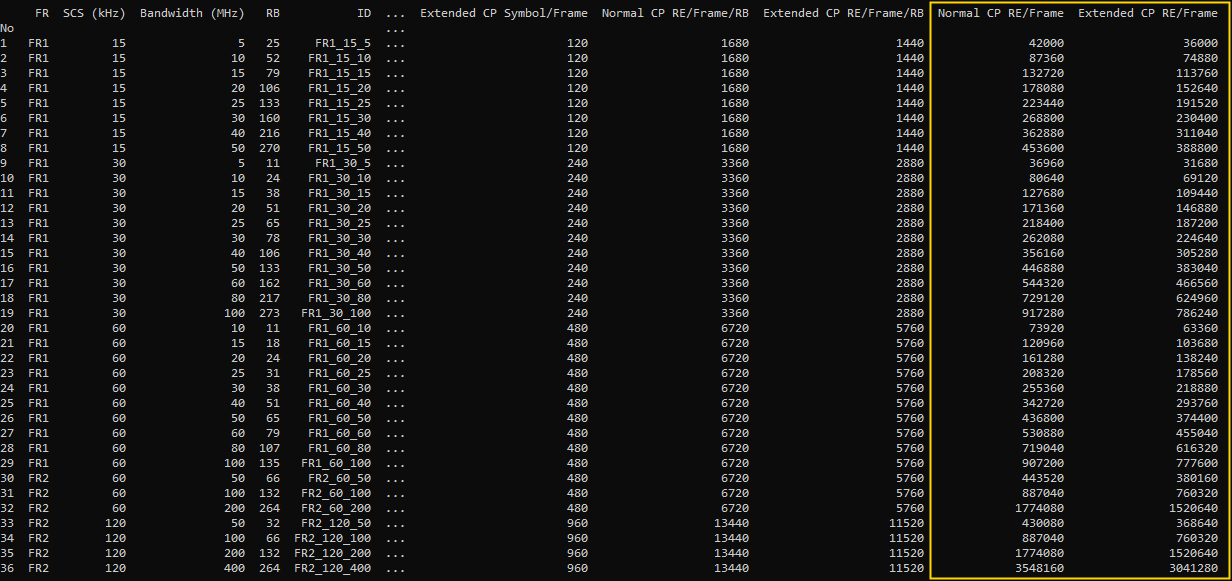 FR SCS (kHz) Bandwidth (MHz) RB ID ... Extended CP Symbol/Frame Normal CP RE/Frame/RB Extended CP RE/Frame/RB Normal CP RE/Frame Extended CP RE/Frame
No ...
1 FR1 15 5 25 FR1_15_5 ... 120 1680 1440 42000 36000
2 FR1 15 10 52 FR1_15_10 ... 120 1680 1440 87360 74880
3 FR1 15 15 79 FR1_15_15 ... 120 1680 1440 132720 113760
4 FR1 15 20 106 FR1_15_20 ... 120 1680 1440 178080 152640
5 FR1 15 25 133 FR1_15_25 ... 120 1680 1440 223440 191520
6 FR1 15 30 160 FR1_15_30 ... 120 1680 1440 268800 230400
7 FR1 15 40 216 FR1_15_40 ... 120 1680 1440 362880 311040
8 FR1 15 50 270 FR1_15_50 ... 120 1680 1440 453600 388800
9 FR1 30 5 11 FR1_30_5 ... 240 3360 2880 36960 31680
10 FR1 30 10 24 FR1_30_10 ... 240 3360 2880 80640 69120
11 FR1 30 15 38 FR1_30_15 ... 240 3360 2880 127680 109440
12 FR1 30 20 51 FR1_30_20 ... 240 3360 2880 171360 146880
13 FR1 30 25 65 FR1_30_25 ... 240 3360 2880 218400 187200
14 FR1 30 30 78 FR1_30_30 ... 240 3360 2880 262080 224640
15 FR1 30 40 106 FR1_30_40 ... 240 3360 2880 356160 305280
16 FR1 30 50 133 FR1_30_50 ... 240 3360 2880 446880 383040
17 FR1 30 60 162 FR1_30_60 ... 240 3360 2880 544320 466560
18 FR1 30 80 217 FR1_30_80 ... 240 3360 2880 729120 624960
19 FR1 30 100 273 FR1_30_100 ... 240 3360 2880 917280 786240
20 FR1 60 10 11 FR1_60_10 ... 480 6720 5760 73920 63360
21 FR1 60 15 18 FR1_60_15 ... 480 6720 5760 120960 103680
22 FR1 60 20 24 FR1_60_20 ... 480 6720 5760 161280 138240
23 FR1 60 25 31 FR1_60_25 ... 480 6720 5760 208320 178560
24 FR1 60 30 38 FR1_60_30 ... 480 6720 5760 255360 218880
25 FR1 60 40 51 FR1_60_40 ... 480 6720 5760 342720 293760
26 FR1 60 50 65 FR1_60_50 ... 480 6720 5760 436800 374400
27 FR1 60 60 79 FR1_60_60 ... 480 6720 5760 530880 455040
28 FR1 60 80 107 FR1_60_80 ... 480 6720 5760 719040 616320
29 FR1 60 100 135 FR1_60_100 ... 480 6720 5760 907200 777600
30 FR2 60 50 66 FR2_60_50 ... 480 6720 5760 443520 380160
31 FR2 60 100 132 FR2_60_100 ... 480 6720 5760 887040 760320
32 FR2 60 200 264 FR2_60_200 ... 480 6720 5760 1774080 1520640
33 FR2 120 50 32 FR2_120_50 ... 960 13440 11520 430080 368640
34 FR2 120 100 66 FR2_120_100 ... 960 13440 11520 887040 760320
35 FR2 120 200 132 FR2_120_200 ... 960 13440 11520 1774080 1520640
36 FR2 120 400 264 FR2_120_400 ... 960 13440 11520 3548160 3041280